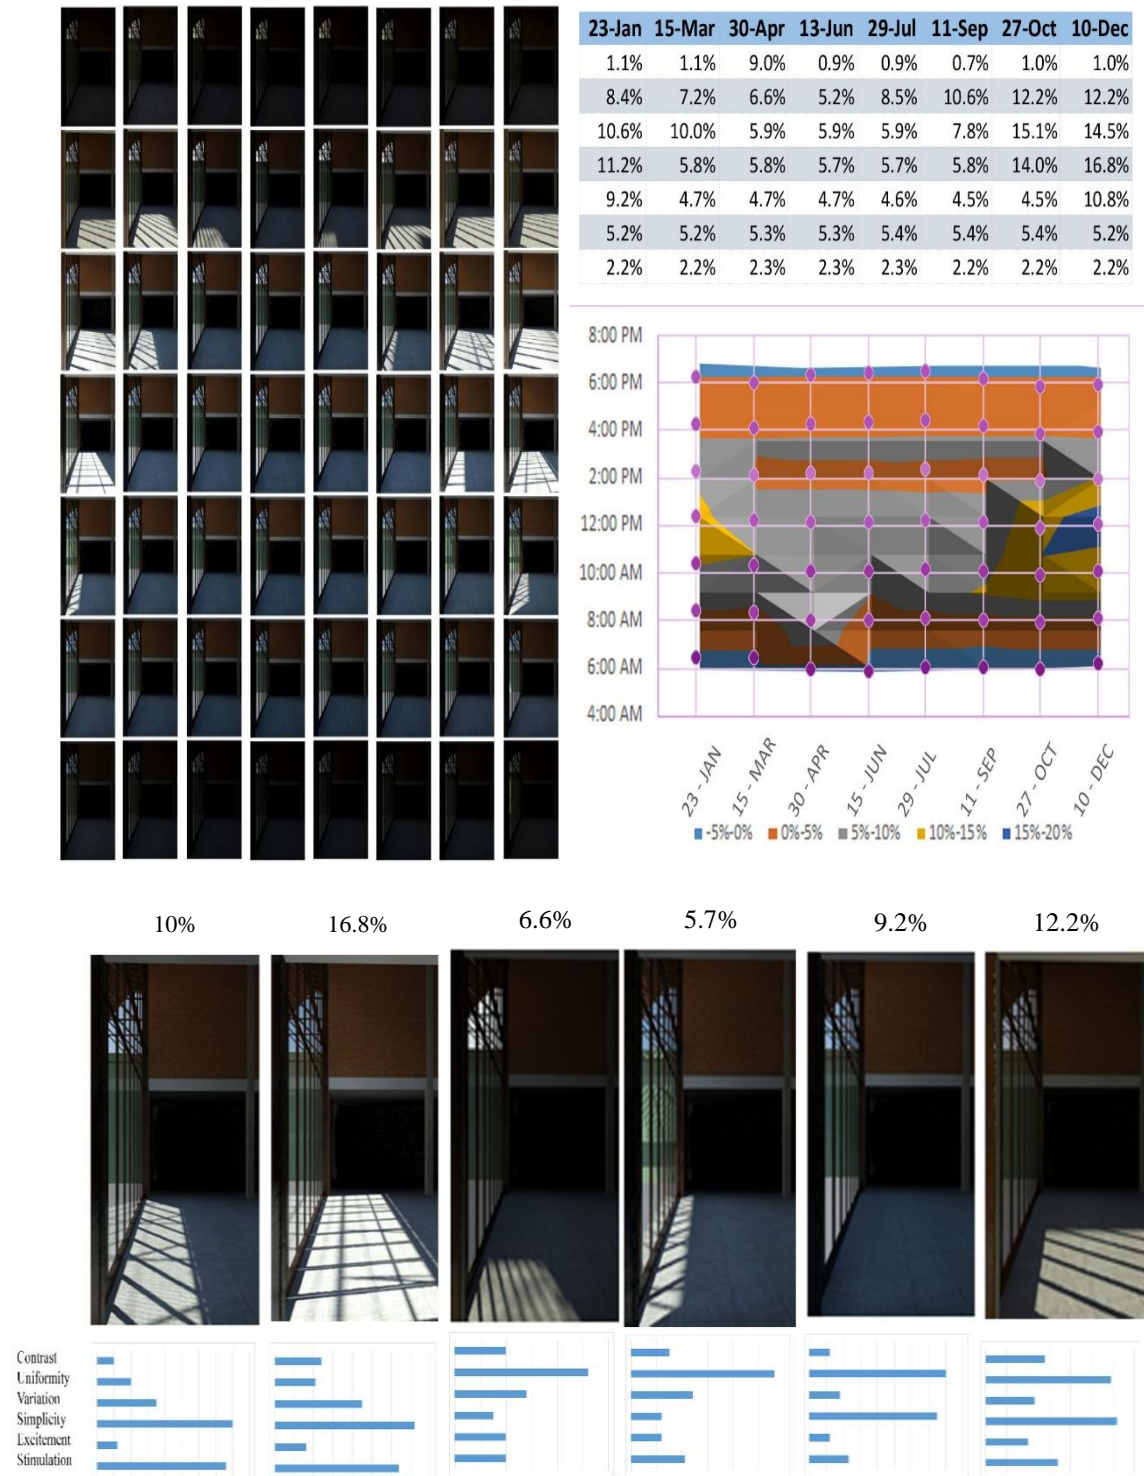 23-Jan 15-Mar 30-Apr 13-Jun 29-Jul 11-Sep 27-Oct 10-Dec
1.1% 1.1% 9.0% 0.9% 0.9% 0.7% 1.0% 1.0%
8.4% 7.2% 6.6% 5.2% 8.5% 10.6% 12.2% 12.2%
10.6% 10.0% 5.9% 5.9% 5.9% 7.8% 15.1% 14.5%
11.2% 5.8% 5.8% 5.7% 5.7% 5.8% 14.0% 16.8%
9.2% 4.7% 4.7% 4.7% 4.6% 4.5% 4.5% 10.8%
5.2% 5.2% 5.3% 5.3% 5.4% 5.4% 5.4% 5.2%
2.2% 2.2% 2.3% 2.3% 2.3% 2.2% 2.2% 2.2%
8:00 PM
6:00 PM
4:00 PM
2:00 PM
12:00 PM
10:00 AM
8:00 AM
6:00 AM
4:00 AM
23 - JAN
15 - MAR
30 - APR
15 - JUN
29 - JUL
11 - SEP
27 - OCT
10 - DEC
-5%-0% 0%-5% 5%-10% 10%-15% 15%-20%
10% 16.8% 6.6% 5.7% 9.2% 12.2%
Contrast
Uniformity
Variation
Simplicity
Excitement
Stimulation